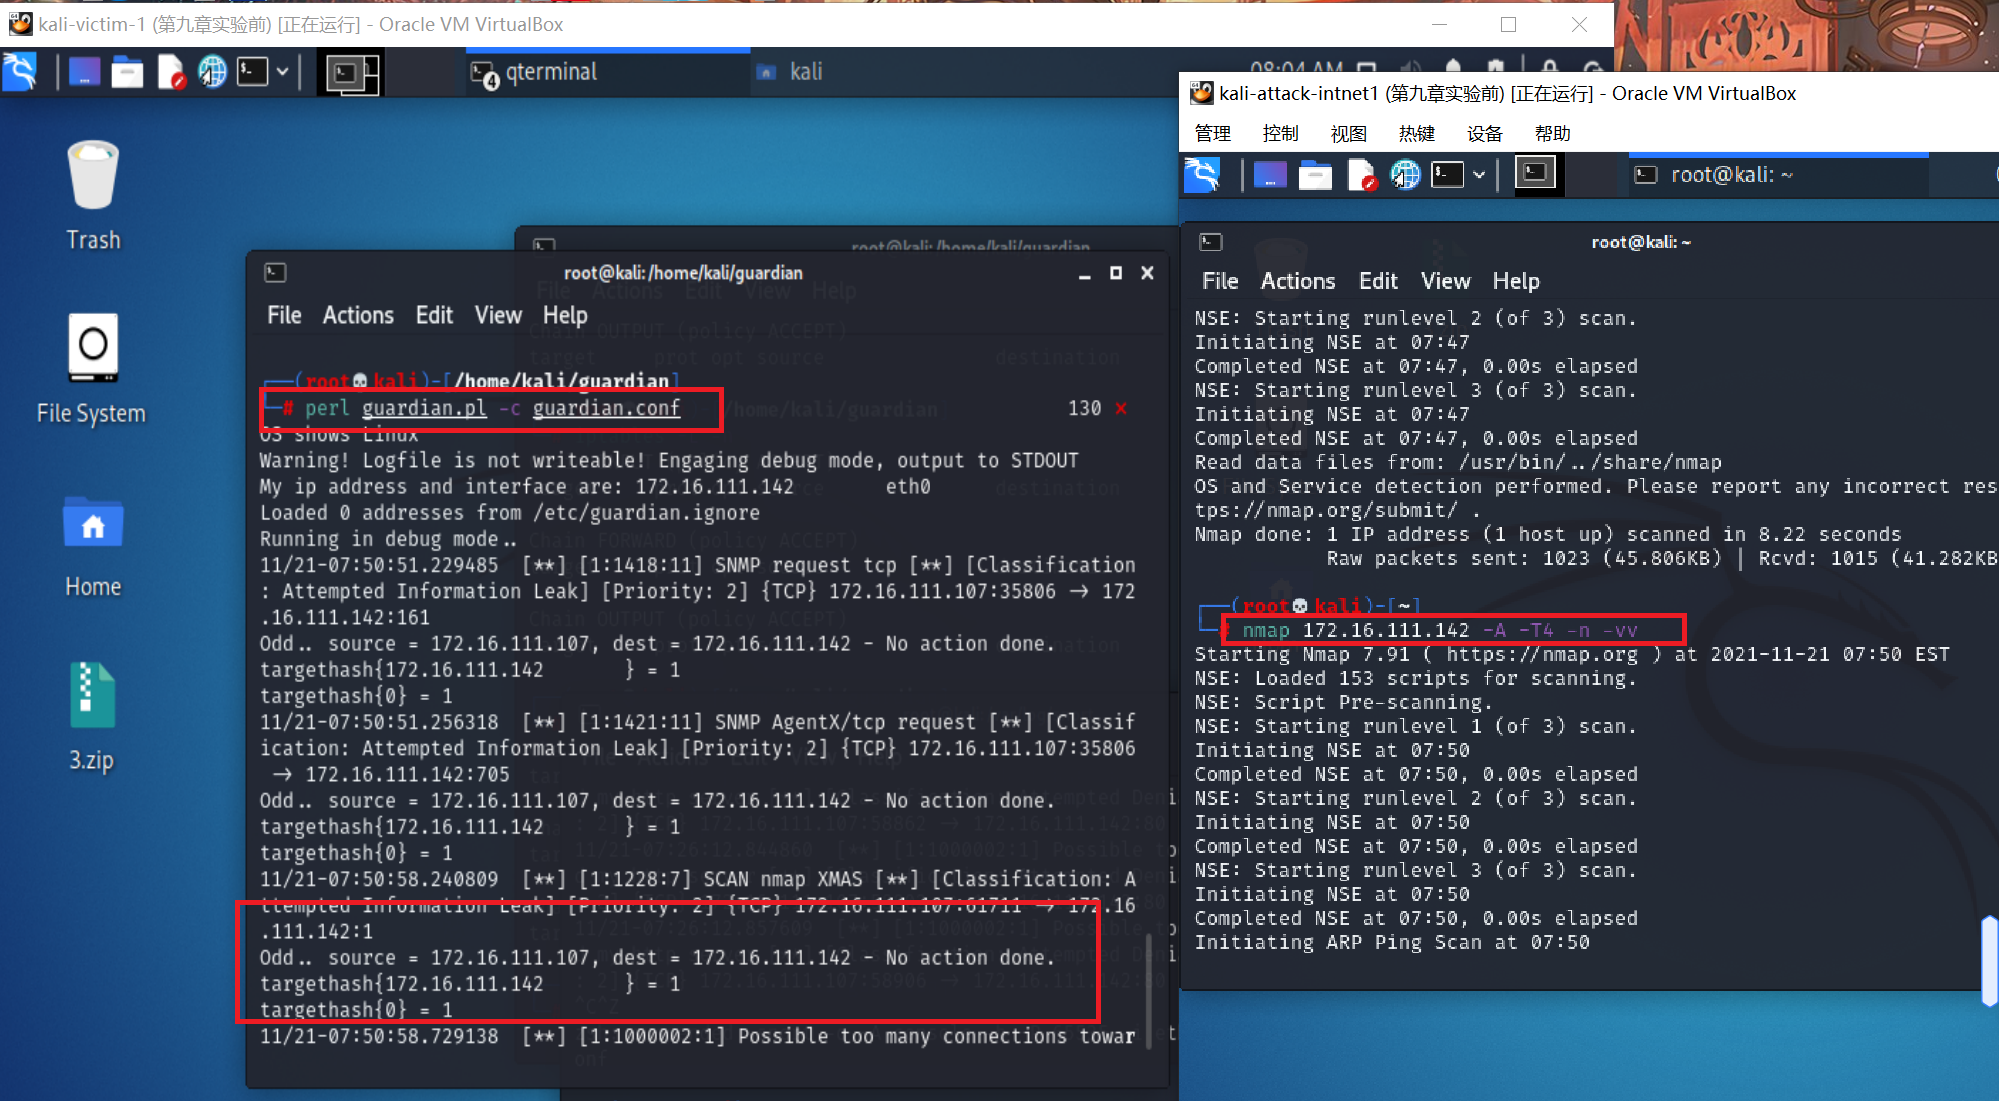 kali-victim-1 (第九章实验前) [正在运行] - Oracle VM VirtualBox
qterminal
kali
08:04 AM
Trash
File System
Home
3.zip
root@kali:/home/kali/guardian
root@kali:/home/kali/guardian
File Actions Edit View Help
(root💀kali)-[/home/kali/guardian]
# perl guardian.pl -c guardian.conf 130 ⨯
OS shows Linux
Warning! Logfile is not writeable! Engaging debug mode, output to STDOUT
My ip address and interface are: 172.16.111.142 eth0
Loaded 0 addresses from /etc/guardian.ignore
Running in debug mode..
11/21-07:50:51.229485 [**] [1:1418:11] SNMP request tcp [**] [Classification
: Attempted Information Leak] [Priority: 2] {TCP} 172.16.111.107:35806 → 172
.16.111.142:161
Odd.. source = 172.16.111.107, dest = 172.16.111.142 - No action done.
targethash{172.16.111.142 } = 1
targethash{0} = 1
11/21-07:50:51.256318 [**] [1:1421:11] SNMP AgentX/tcp request [**] [Classif
ication: Attempted Information Leak] [Priority: 2] {TCP} 172.16.111.107:35806
→ 172.16.111.142:705
Odd.. source = 172.16.111.107, dest = 172.16.111.142 - No action done.
targethash{172.16.111.142 } = 1
targethash{0} = 1
11/21-07:50:58.240809 [**] [1:1228:7] SCAN nmap XMAS [**] [Classification: A
ttempted Information Leak] [Priority: 2] {TCP} 172.16.111.107:61711 → 172.16
.111.142:1
Odd.. source = 172.16.111.107, dest = 172.16.111.142 - No action done.
targethash{172.16.111.142 } = 1
targethash{0} = 1
11/21-07:50:58.729138 [**] [1:1000002:1] Possible too many connections towar
kali-attack-intnet1 (第九章实验前) [正在运行] - Oracle VM VirtualBox
管理 控制 视图 热键 设备 帮助
root@kali: ~
root@kali: ~
File Actions Edit View Help
NSE: Starting runlevel 2 (of 3) scan.
Initiating NSE at 07:47
Completed NSE at 07:47, 0.00s elapsed
NSE: Starting runlevel 3 (of 3) scan.
Initiating NSE at 07:47
Completed NSE at 07:47, 0.00s elapsed
Read data files from: /usr/bin/../share/nmap
OS and Service detection performed. Please report any incorrect res
tps://nmap.org/submit/ .
Nmap done: 1 IP address (1 host up) scanned in 8.22 seconds
Raw packets sent: 1023 (45.806KB) | Rcvd: 1015 (41.282KB
(root💀kali)-[~]
# nmap 172.16.111.142 -A -T4 -n -vv
Starting Nmap 7.91 ( https://nmap.org ) at 2021-11-21 07:50 EST
NSE: Loaded 153 scripts for scanning.
NSE: Script Pre-scanning.
NSE: Starting runlevel 1 (of 3) scan.
Initiating NSE at 07:50
Completed NSE at 07:50, 0.00s elapsed
NSE: Starting runlevel 2 (of 3) scan.
Initiating NSE at 07:50
Completed NSE at 07:50, 0.00s elapsed
NSE: Starting runlevel 3 (of 3) scan.
Initiating NSE at 07:50
Completed NSE at 07:50, 0.00s elapsed
Initiating ARP Ping Scan at 07:50